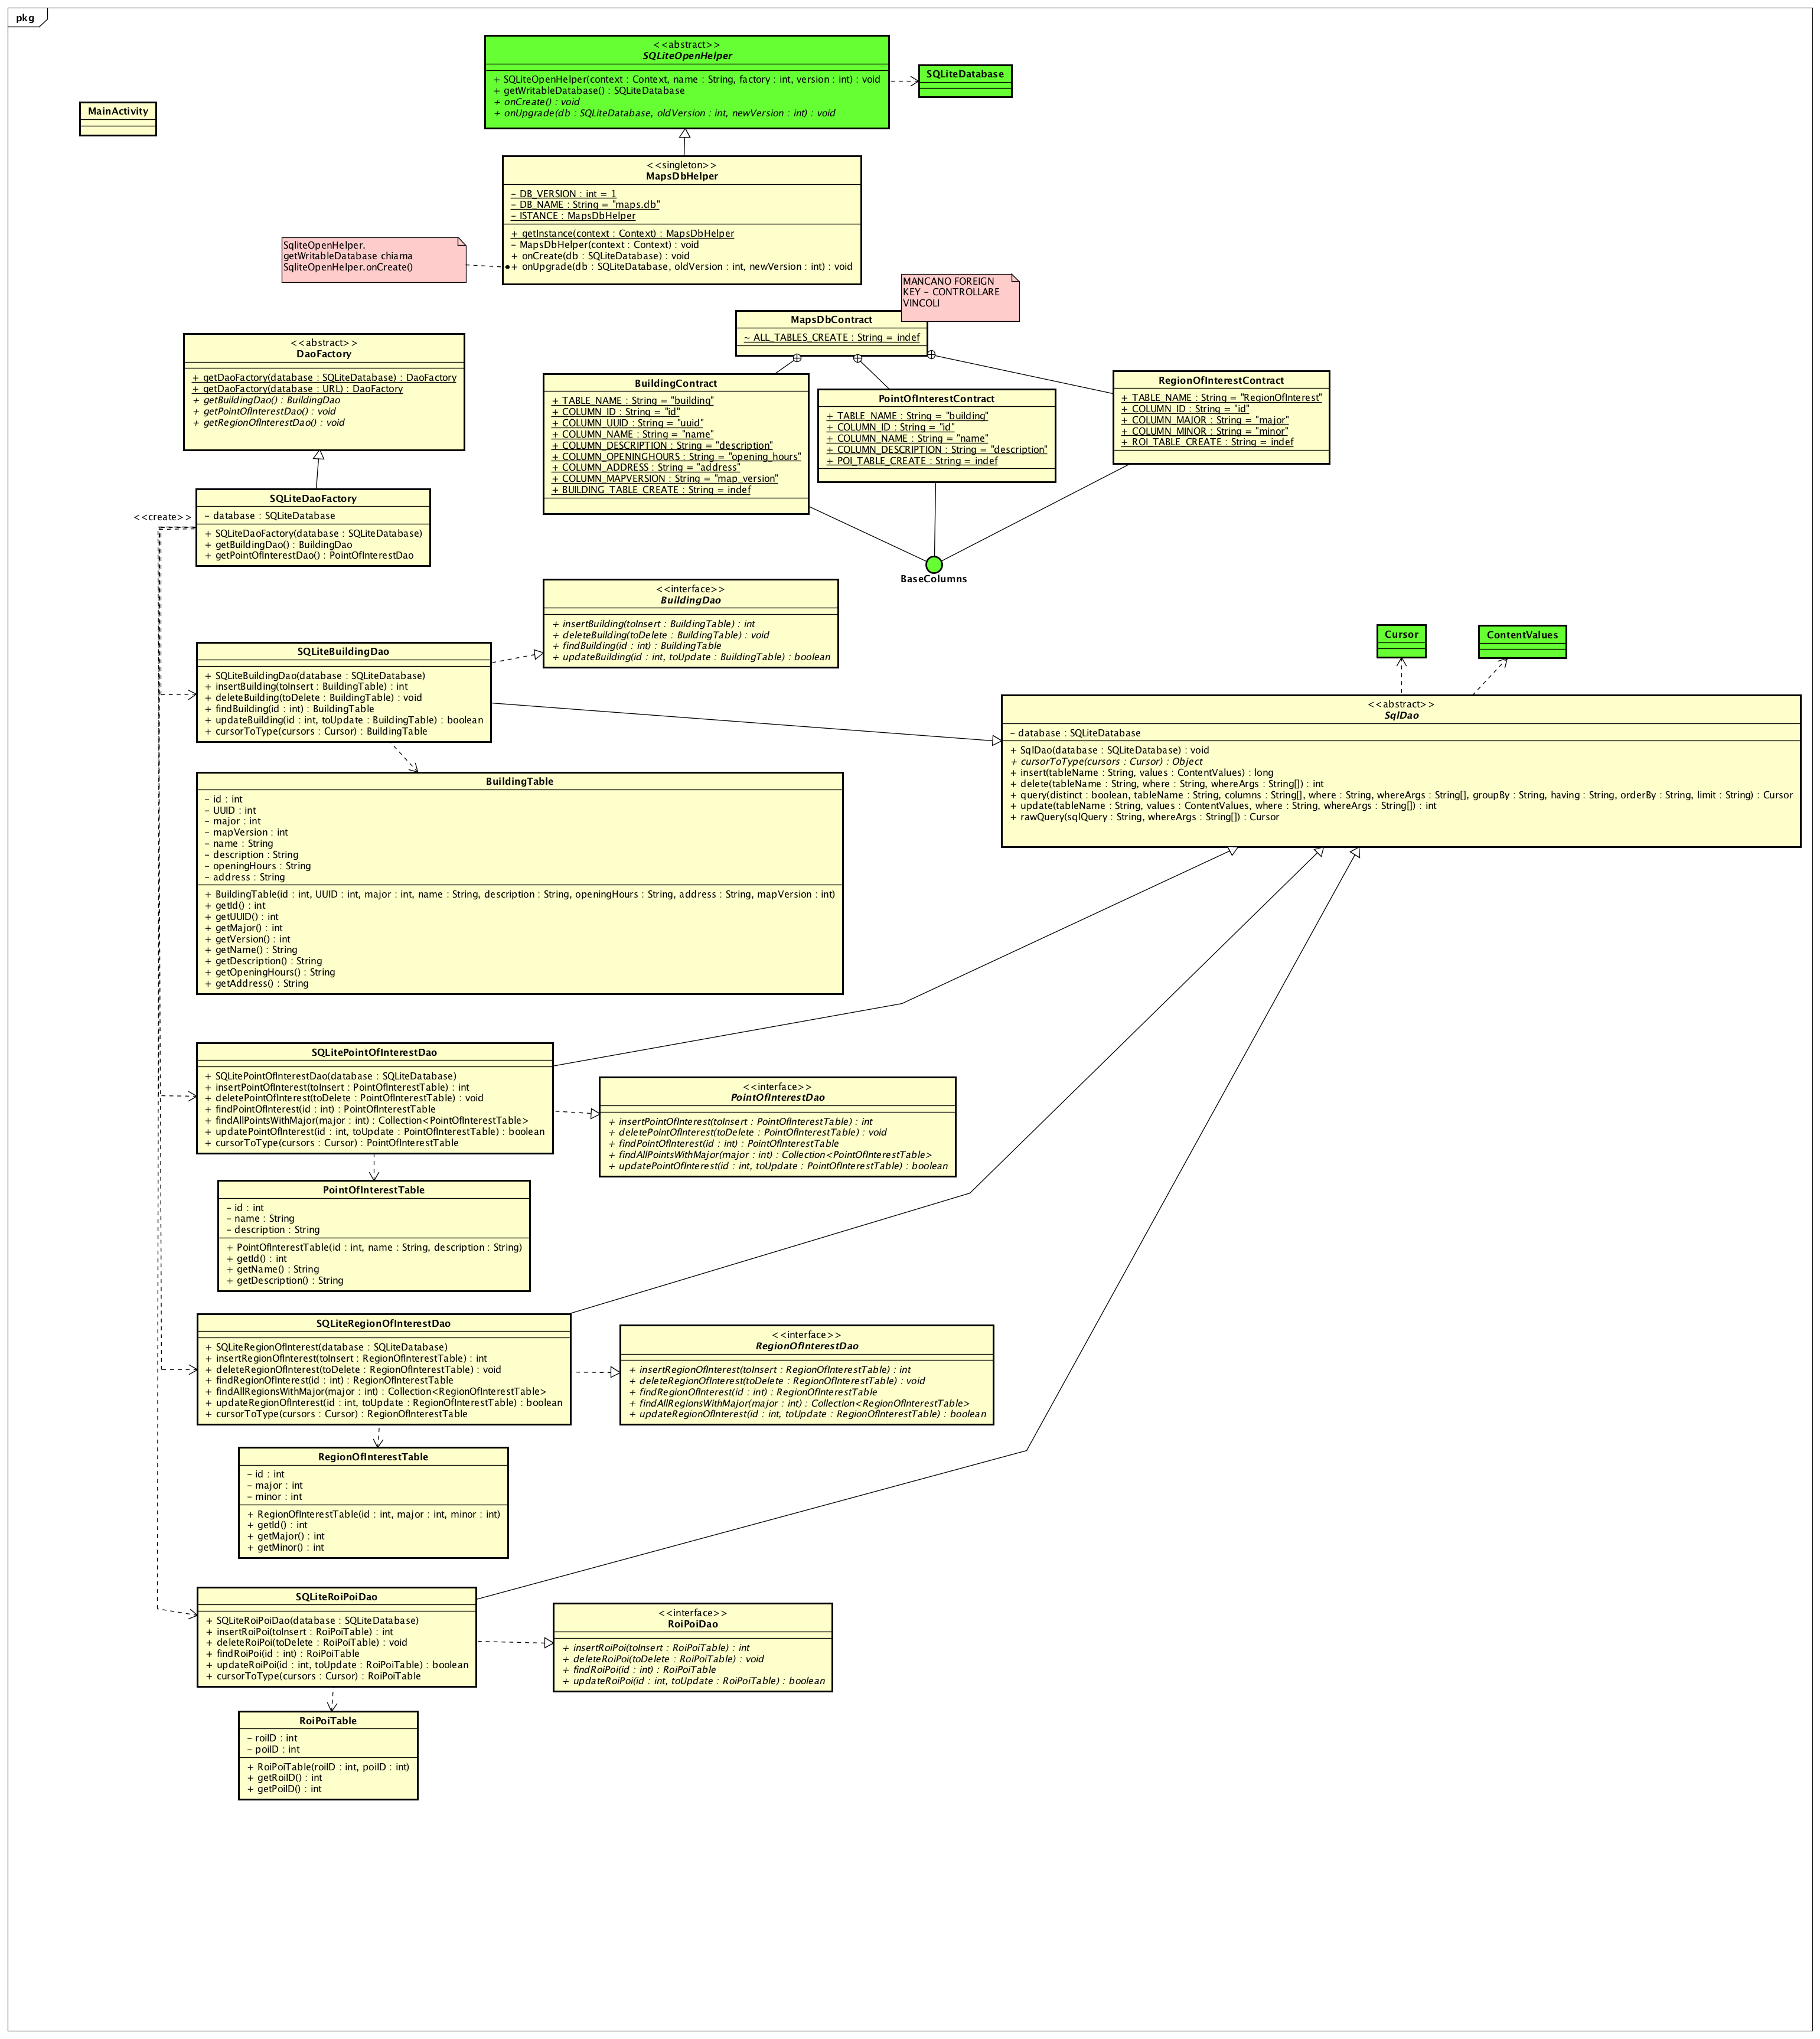 pkg
<<abstract>>
SQLiteOpenHelper
+ SQLiteOpenHelper(context : Context, name : String, factory : int, version : int) : void
+ getWritableDatabase() : SQLiteDatabase
+ onCreate() : void
+ onUpgrade(db : SQLiteDatabase, oldVersion : int, newVersion : int) : void
SQLiteDatabase
MainActivity
<<singleton>>
MapsDbHelper
- DB_VERSION : int = 1
- DB_NAME : String = "maps.db"
- ISTANCE : MapsDbHelper
+ getInstance(context : Context) : MapsDbHelper
- MapsDbHelper(context : Context) : void
+ onCreate(db : SQLiteDatabase) : void
+ onUpgrade(db : SQLiteDatabase, oldVersion : int, newVersion : int) : void
SqliteOpenHelper.
getWritableDatabase chiama
SqliteOpenHelper.onCreate()
MANCANO FOREIGN
KEY - CONTROLLARE
VINCOLI
MapsDbContract
~ ALL_TABLES_CREATE : String = indef
<<abstract>>
DaoFactory
+ getDaoFactory(database : SQLiteDatabase) : DaoFactory
+ getDaoFactory(database : URL) : DaoFactory
+ getBuildingDao() : BuildingDao
+ getPointOfInterestDao() : void
+ getRegionOfInterestDao() : void
BuildingContract
+ TABLE_NAME : String = "building"
+ COLUMN_ID : String = "id"
+ COLUMN_UUID : String = "uuid"
+ COLUMN_NAME : String = "name"
+ COLUMN_DESCRIPTION : String = "description"
+ COLUMN_OPENINGHOURS : String = "opening_hours"
+ COLUMN_ADDRESS : String = "address"
+ COLUMN_MAPVERSION : String = "map_version"
+ BUILDING_TABLE_CREATE : String = indef
PointOfInterestContract
+ TABLE_NAME : String = "building"
+ COLUMN_ID : String = "id"
+ COLUMN_NAME : String = "name"
+ COLUMN_DESCRIPTION : String = "description"
+ POI_TABLE_CREATE : String = indef
RegionOfInterestContract
+ TABLE_NAME : String = "RegionOfInterest"
+ COLUMN_ID : String = "id"
+ COLUMN_MAJOR : String = "major"
+ COLUMN_MINOR : String = "minor"
+ ROI_TABLE_CREATE : String = indef
BaseColumns
SQLiteDaoFactory
- database : SQLiteDatabase
+ SQLiteDaoFactory(database : SQLiteDatabase)
+ getBuildingDao() : BuildingDao
+ getPointOfInterestDao() : PointOfInterestDao
<<create>>
<<interface>>
BuildingDao
+ insertBuilding(toInsert : BuildingTable) : int
+ deleteBuilding(toDelete : BuildingTable) : void
+ findBuilding(id : int) : BuildingTable
+ updateBuilding(id : int, toUpdate : BuildingTable) : boolean
SQLiteBuildingDao
+ SQLiteBuildingDao(database : SQLiteDatabase)
+ insertBuilding(toInsert : BuildingTable) : int
+ deleteBuilding(toDelete : BuildingTable) : void
+ findBuilding(id : int) : BuildingTable
+ updateBuilding(id : int, toUpdate : BuildingTable) : boolean
+ cursorToType(cursors : Cursor) : BuildingTable
Cursor
ContentValues
<<abstract>>
SqlDao
- database : SQLiteDatabase
+ SqlDao(database : SQLiteDatabase) : void
+ cursorToType(cursors : Cursor) : Object
+ insert(tableName : String, values : ContentValues) : long
+ delete(tableName : String, where : String, whereArgs : String[]) : int
+ query(distinct : boolean, tableName : String, columns : String[], where : String, whereArgs : String[], groupBy : String, having : String, orderBy : String, limit : String) : Cursor
+ update(tableName : String, values : ContentValues, where : String, whereArgs : String[]) : int
+ rawQuery(sqlQuery : String, whereArgs : String[]) : Cursor
BuildingTable
- id : int
- UUID : int
- major : int
- mapVersion : int
- name : String
- description : String
- openingHours : String
- address : String
+ BuildingTable(id : int, UUID : int, major : int, name : String, description : String, openingHours : String, address : String, mapVersion : int)
+ getId() : int
+ getUUID() : int
+ getMajor() : int
+ getVersion() : int
+ getName() : String
+ getDescription() : String
+ getOpeningHours() : String
+ getAddress() : String
SQLitePointOfInterestDao
+ SQLitePointOfInterestDao(database : SQLiteDatabase)
+ insertPointOfInterest(toInsert : PointOfInterestTable) : int
+ deletePointOfInterest(toDelete : PointOfInterestTable) : void
+ findPointOfInterest(id : int) : PointOfInterestTable
+ findAllPointsWithMajor(major : int) : Collection<PointOfInterestTable>
+ updatePointOfInterest(id : int, toUpdate : PointOfInterestTable) : boolean
+ cursorToType(cursors : Cursor) : PointOfInterestTable
<<interface>>
PointOfInterestDao
+ insertPointOfInterest(toInsert : PointOfInterestTable) : int
+ deletePointOfInterest(toDelete : PointOfInterestTable) : void
+ findPointOfInterest(id : int) : PointOfInterestTable
+ findAllPointsWithMajor(major : int) : Collection<PointOfInterestTable>
+ updatePointOfInterest(id : int, toUpdate : PointOfInterestTable) : boolean
PointOfInterestTable
- id : int
- name : String
- description : String
+ PointOfInterestTable(id : int, name : String, description : String)
+ getId() : int
+ getName() : String
+ getDescription() : String
SQLiteRegionOfInterestDao
+ SQLiteRegionOfInterest(database : SQLiteDatabase)
+ insertRegionOfInterest(toInsert : RegionOfInterestTable) : int
+ deleteRegionOfInterest(toDelete : RegionOfInterestTable) : void
+ findRegionOfInterest(id : int) : RegionOfInterestTable
+ findAllRegionsWithMajor(major : int) : Collection<RegionOfInterestTable>
+ updateRegionOfInterest(id : int, toUpdate : RegionOfInterestTable) : boolean
+ cursorToType(cursors : Cursor) : RegionOfInterestTable
<<interface>>
RegionOfInterestDao
+ insertRegionOfInterest(toInsert : RegionOfInterestTable) : int
+ deleteRegionOfInterest(toDelete : RegionOfInterestTable) : void
+ findRegionOfInterest(id : int) : RegionOfInterestTable
+ findAllRegionsWithMajor(major : int) : Collection<RegionOfInterestTable>
+ updateRegionOfInterest(id : int, toUpdate : RegionOfInterestTable) : boolean
RegionOfInterestTable
- id : int
- major : int
- minor : int
+ RegionOfInterestTable(id : int, major : int, minor : int)
+ getId() : int
+ getMajor() : int
+ getMinor() : int
SQLiteRoiPoiDao
+ SQLiteRoiPoiDao(database : SQLiteDatabase)
+ insertRoiPoi(toInsert : RoiPoiTable) : int
+ deleteRoiPoi(toDelete : RoiPoiTable) : void
+ findRoiPoi(id : int) : RoiPoiTable
+ updateRoiPoi(id : int, toUpdate : RoiPoiTable) : boolean
+ cursorToType(cursors : Cursor) : RoiPoiTable
<<interface>>
RoiPoiDao
+ insertRoiPoi(toInsert : RoiPoiTable) : int
+ deleteRoiPoi(toDelete : RoiPoiTable) : void
+ findRoiPoi(id : int) : RoiPoiTable
+ updateRoiPoi(id : int, toUpdate : RoiPoiTable) : boolean
RoiPoiTable
- roiID : int
- poiID : int
+ RoiPoiTable(roiID : int, poiID : int)
+ getRoiID() : int
+ getPoiID() : int